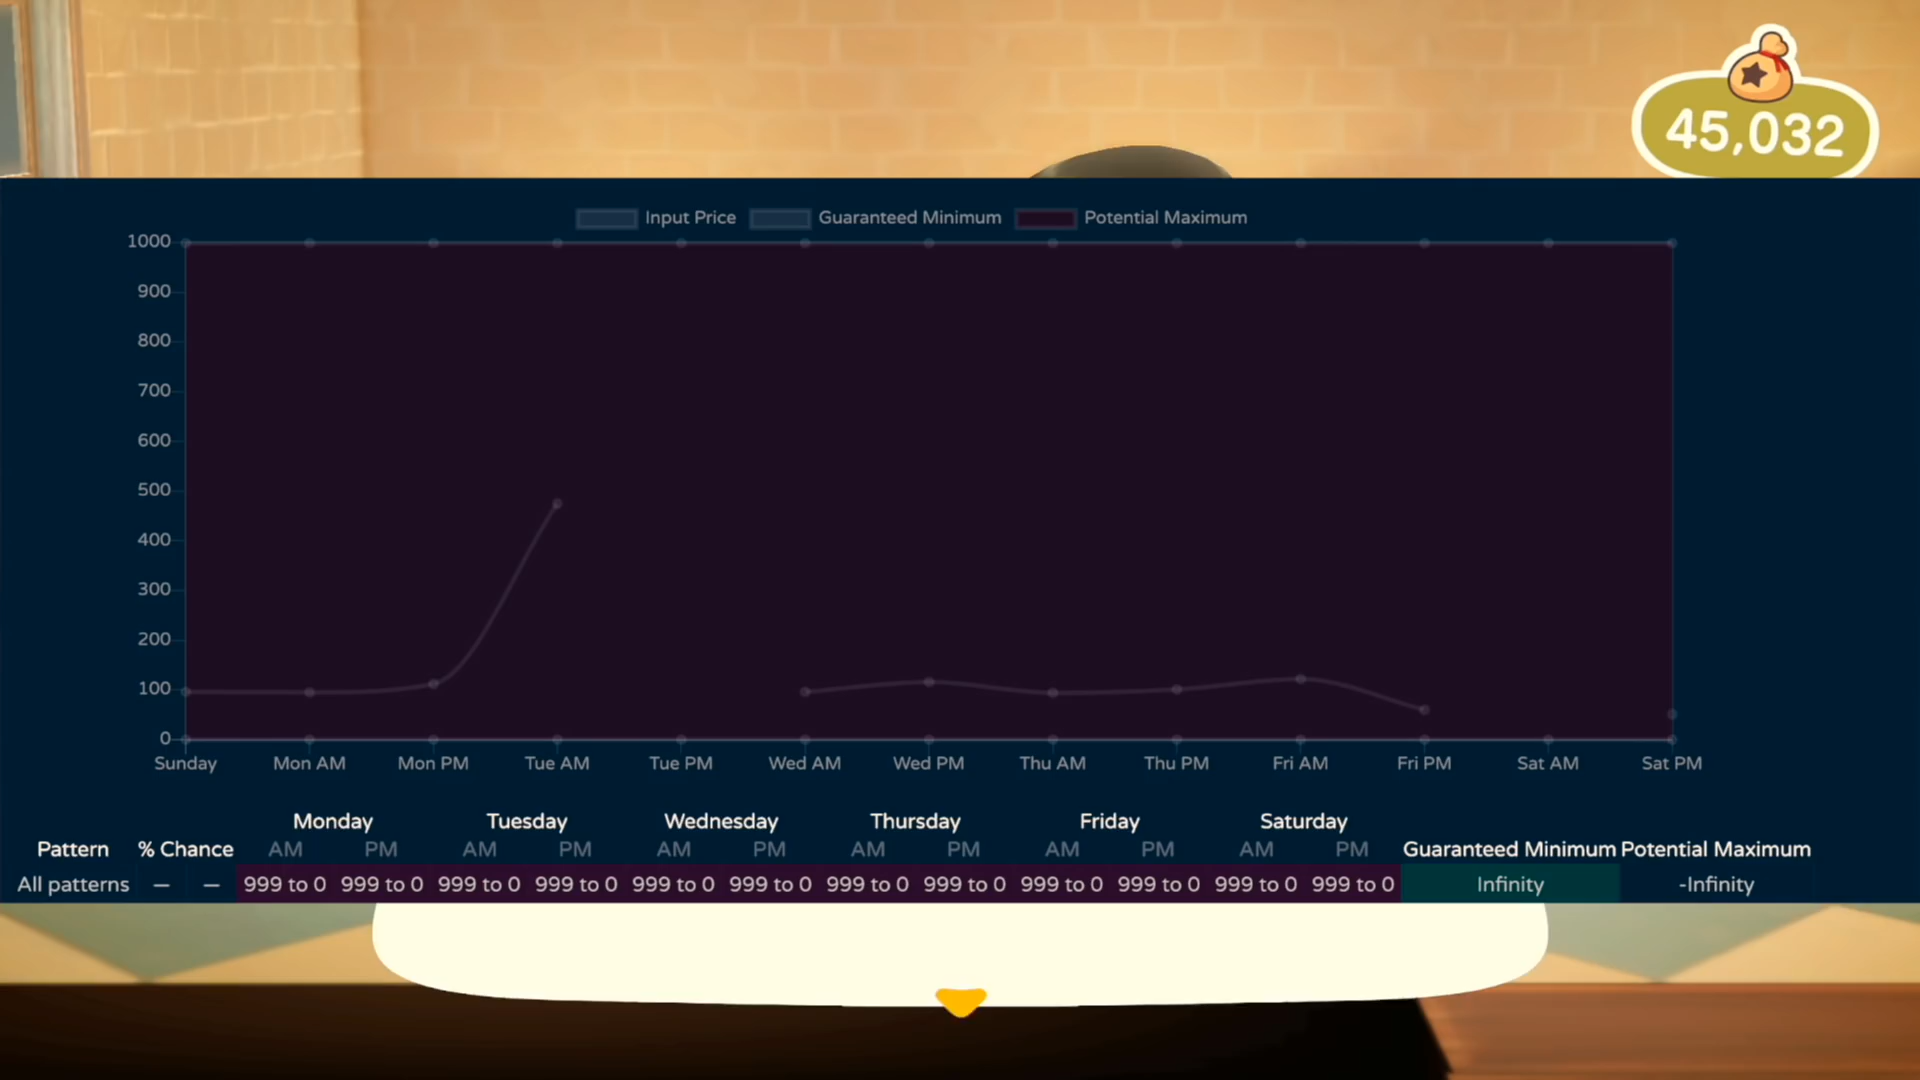 45,032
Input Price Guaranteed Minimum Potential Maximum
1000
900
800
700
600
500
400
300
200
100
0
Sunday Mon AM Mon PM Tue AM Tue PM Wed AM Wed PM Thu AM Thu PM Fri AM Fri PM Sat AM Sat PM
Monday Tuesday Wednesday Thursday Friday Saturday
Pattern % Chance AM PM AM PM AM PM AM PM AM PM AM PM Guaranteed Minimum Potential Maximum
All patterns — — 999 to 0 999 to 0 999 to 0 999 to 0 999 to 0 999 to 0 999 to 0 999 to 0 999 to 0 999 to 0 999 to 0 999 to 0 Infinity -Infinity